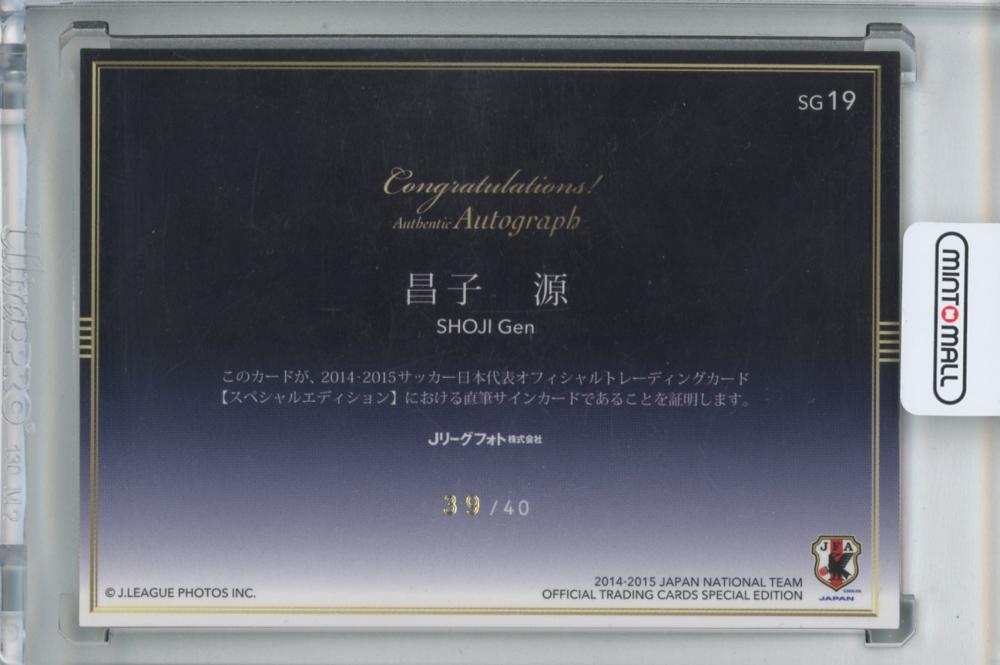 SG19
Congratulations!
Authentic Autograph
昌子 源
SHOJI Gen
このカードが、2014-2015サッカー日本代表オフィシャルトレーディングカード
【スペシャルエディション】における直筆サインカードであることを証明します。
Jリーグフォト株式会社
39/40
JFA
JAPAN
2014-2015 JAPAN NATIONAL TEAM
OFFICIAL TRADING CARDS SPECIAL EDITION
© J.LEAGUE PHOTOS INC.
MINT MALL
Ultra PRO©
130 M2